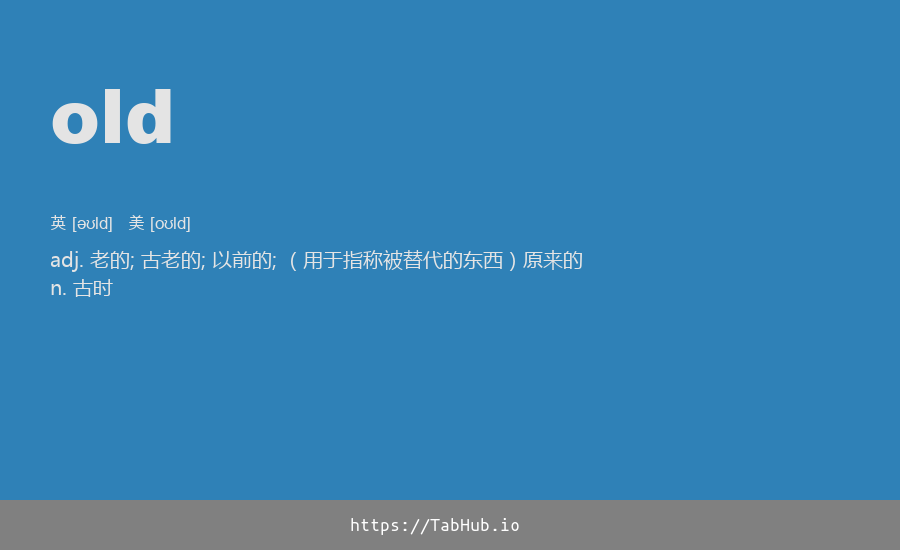 old
英 [əʊld] 美 [oʊld]
adj. 老的; 古老的; 以前的; （用于指称被替代的东西）原来的
n. 古时
https://TabHub.io